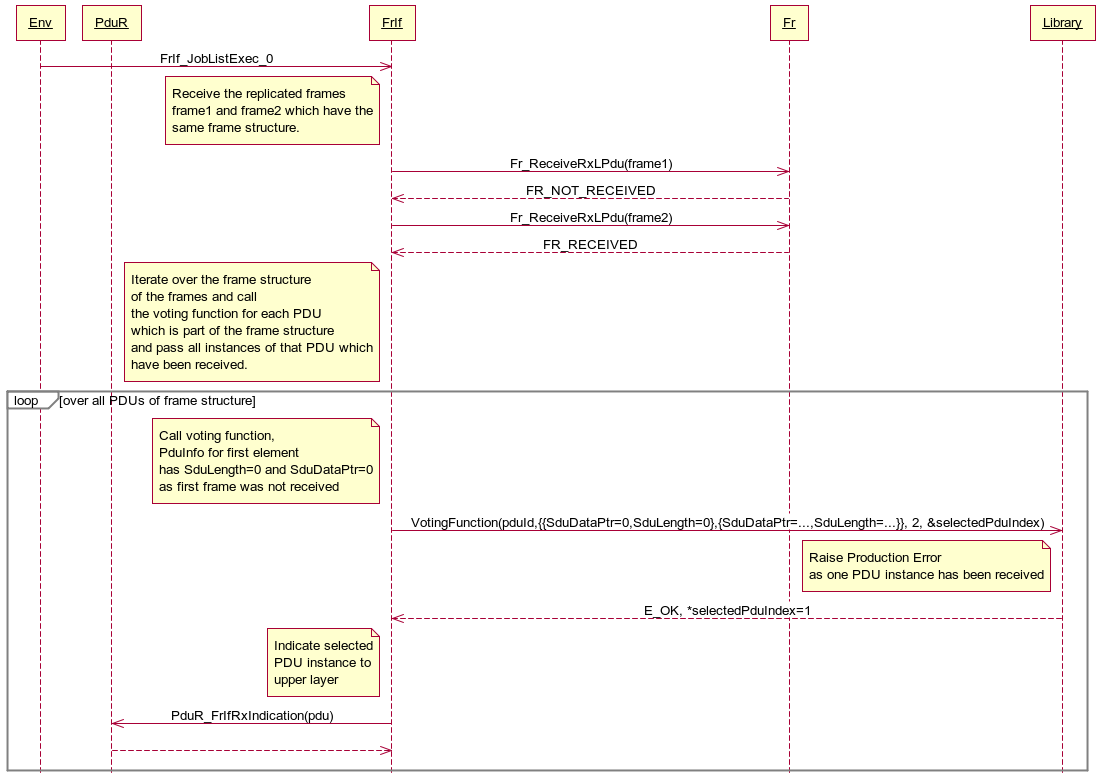 Env
PduR
FrIf
Fr
Library
FrIf_JobListExec_0
Receive the replicated frames
frame1 and frame2 which have the
same frame structure.
Fr_ReceiveRxLPdu(frame1)
FR_NOT_RECEIVED
Fr_ReceiveRxLPdu(frame2)
FR_RECEIVED
Iterate over the frame structure
of the frames and call
the voting function for each PDU
which is part of the frame structure
and pass all instances of that PDU which
have been received.
loop [over all PDUs of frame structure]
Call voting function,
PduInfo for first element
has SduLength=0 and SduDataPtr=0
as first frame was not received
VotingFunction(pduId,{{SduDataPtr=0,SduLength=0},{SduDataPtr=...,SduLength=...}}, 2, &selectedPduIndex)
Raise Production Error
as one PDU instance has been received
E_OK, *selectedPduIndex=1
Indicate selected
PDU instance to
upper layer
PduR_FrIfRxIndication(pdu)